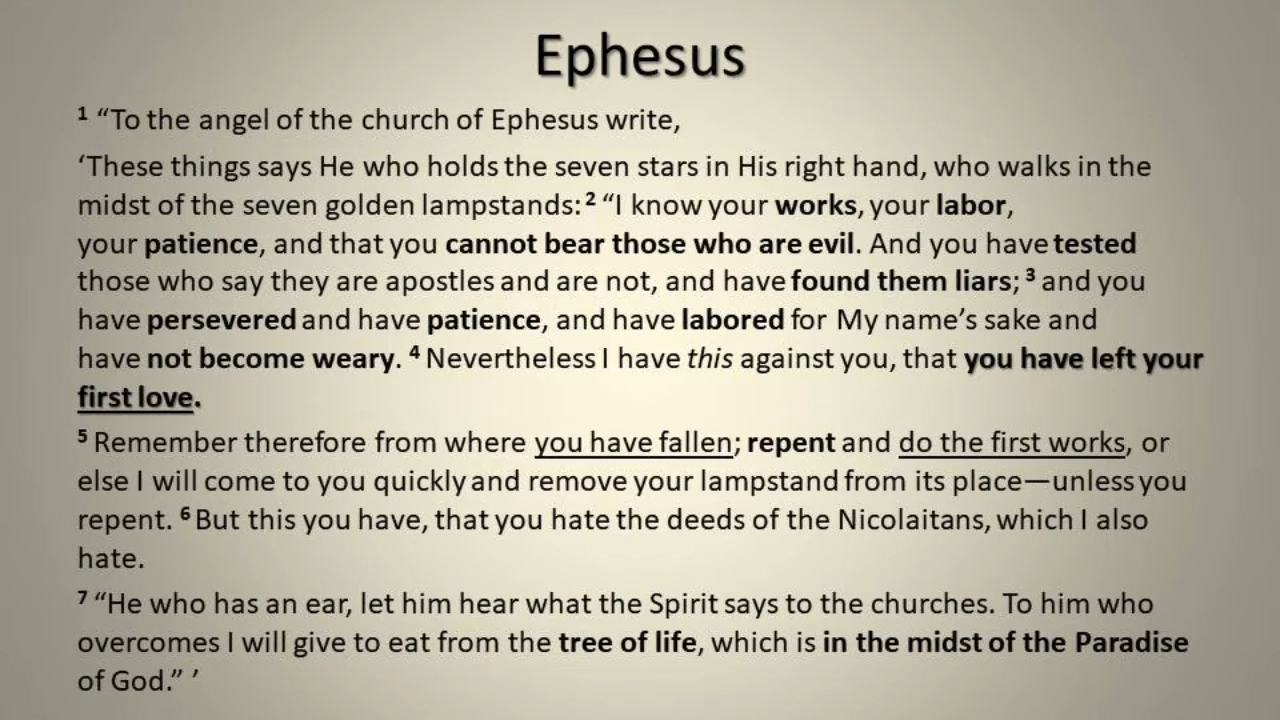 Ephesus
¹ “To the angel of the church of Ephesus write,
‘These things says He who holds the seven stars in His right hand, who walks in the
midst of the seven golden lampstands: ² “I know your works, your labor,
your patience, and that you cannot bear those who are evil. And you have tested
those who say they are apostles and are not, and have found them liars; ³ and you
have persevered and have patience, and have labored for My name’s sake and
have not become weary. ⁴ Nevertheless I have this against you, that you have left your
first love.
⁵ Remember therefore from where you have fallen; repent and do the first works, or
else I will come to you quickly and remove your lampstand from its place—unless you
repent. ⁶ But this you have, that you hate the deeds of the Nicolaitans, which I also
hate.
⁷ “He who has an ear, let him hear what the Spirit says to the churches. To him who
overcomes I will give to eat from the tree of life, which is in the midst of the Paradise
of God.” ’